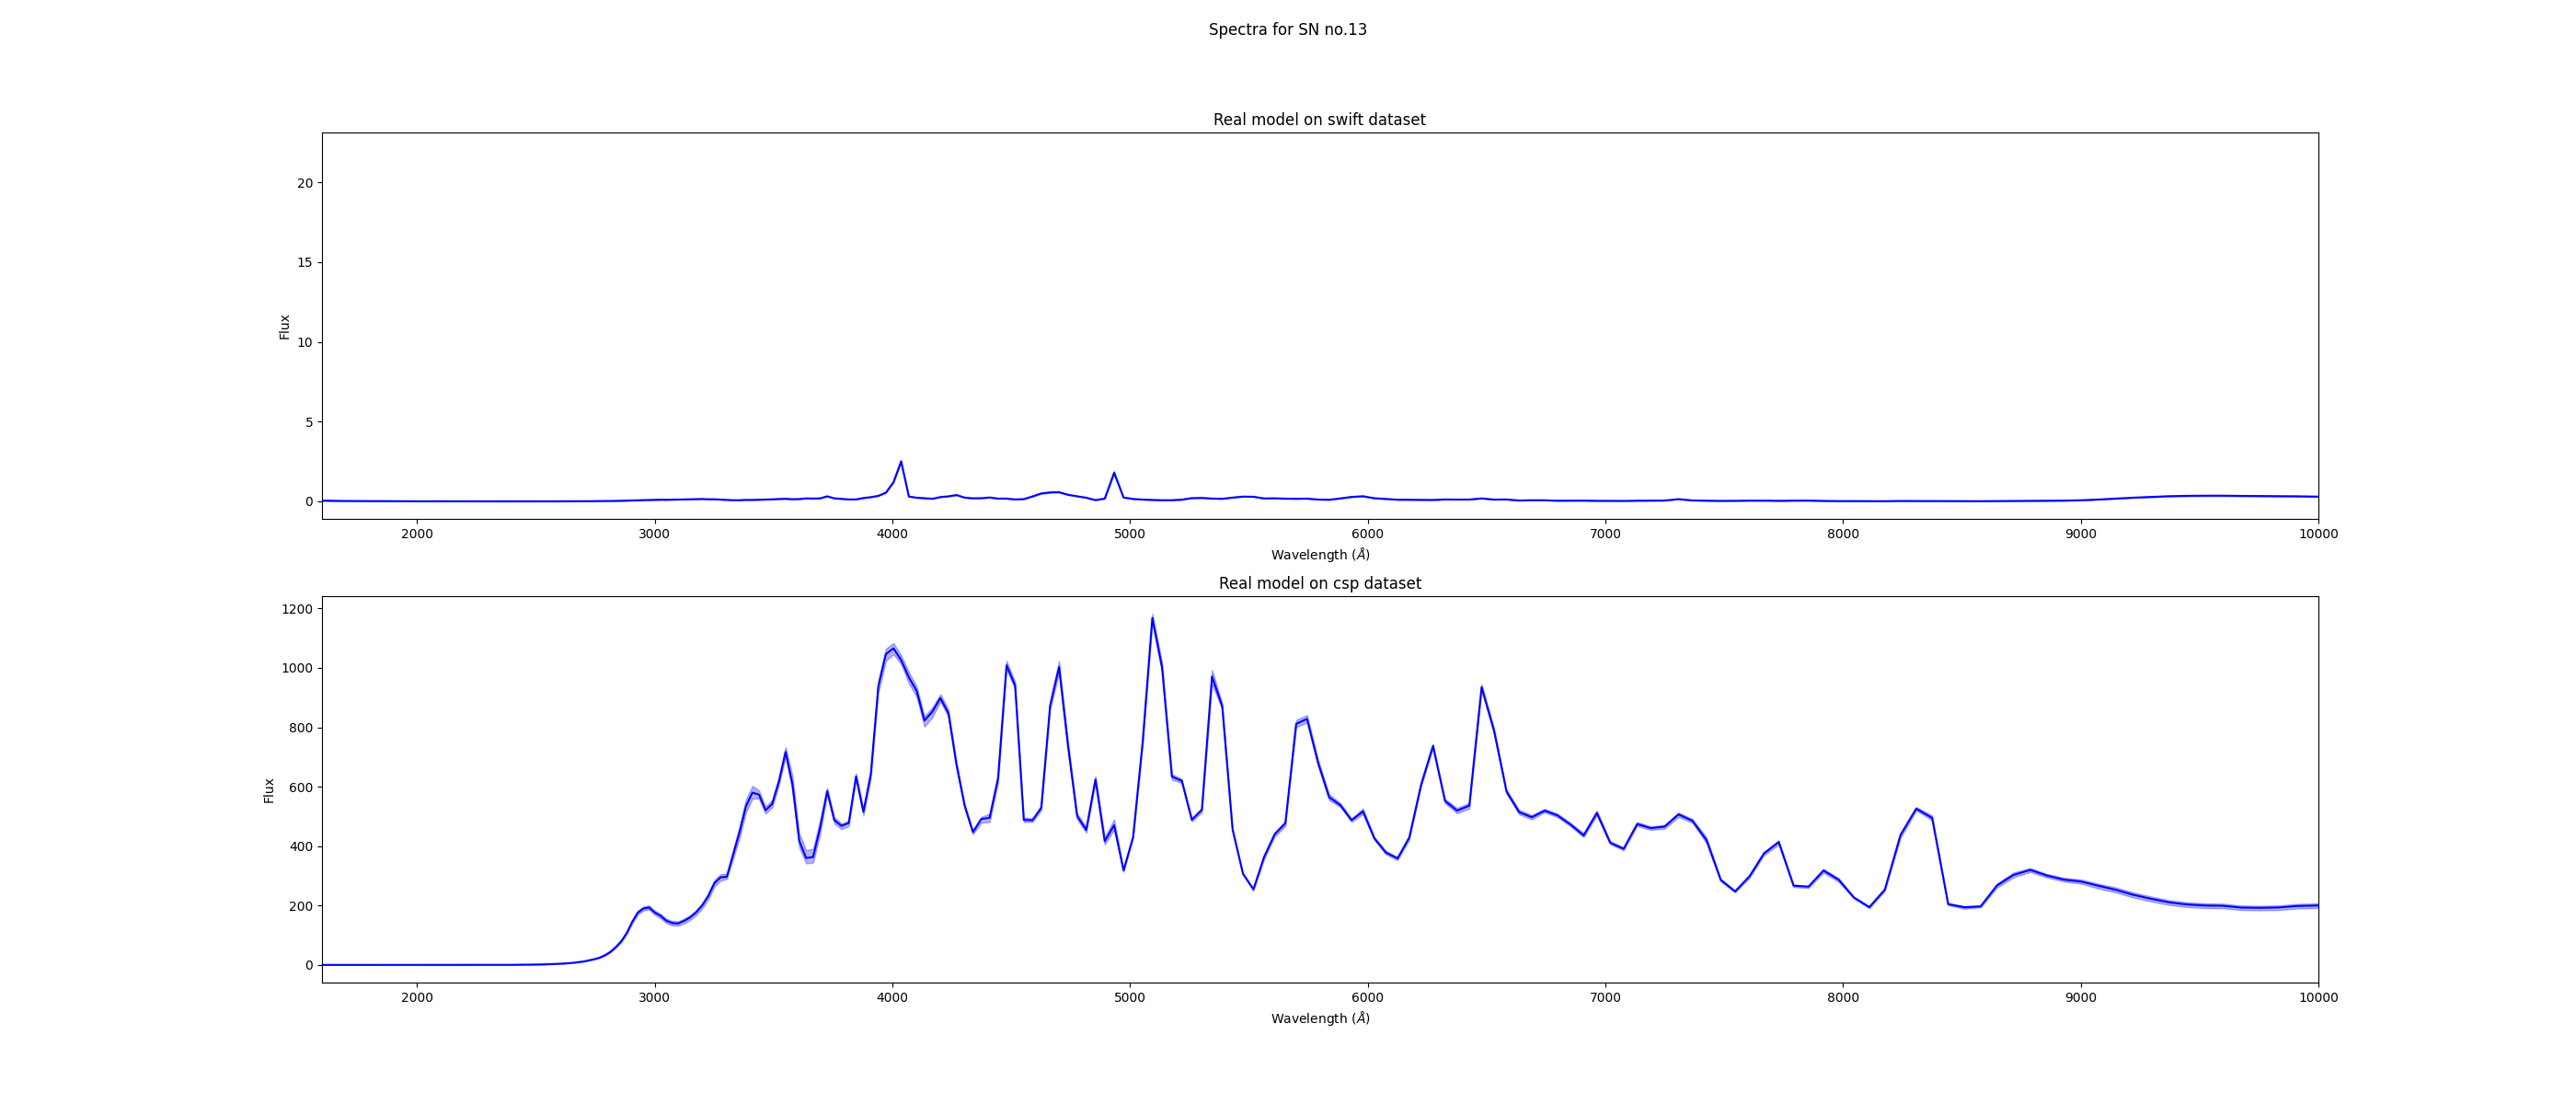 Spectra for SN no.13
Real model on swift dataset
20
15
10
5
0
Flux
2000 3000 4000 5000 6000 7000 8000 9000 10000
Wavelength (Å)
Real model on csp dataset
1200
1000
800
600
400
200
0
Flux
2000 3000 4000 5000 6000 7000 8000 9000 10000
Wavelength (Å)